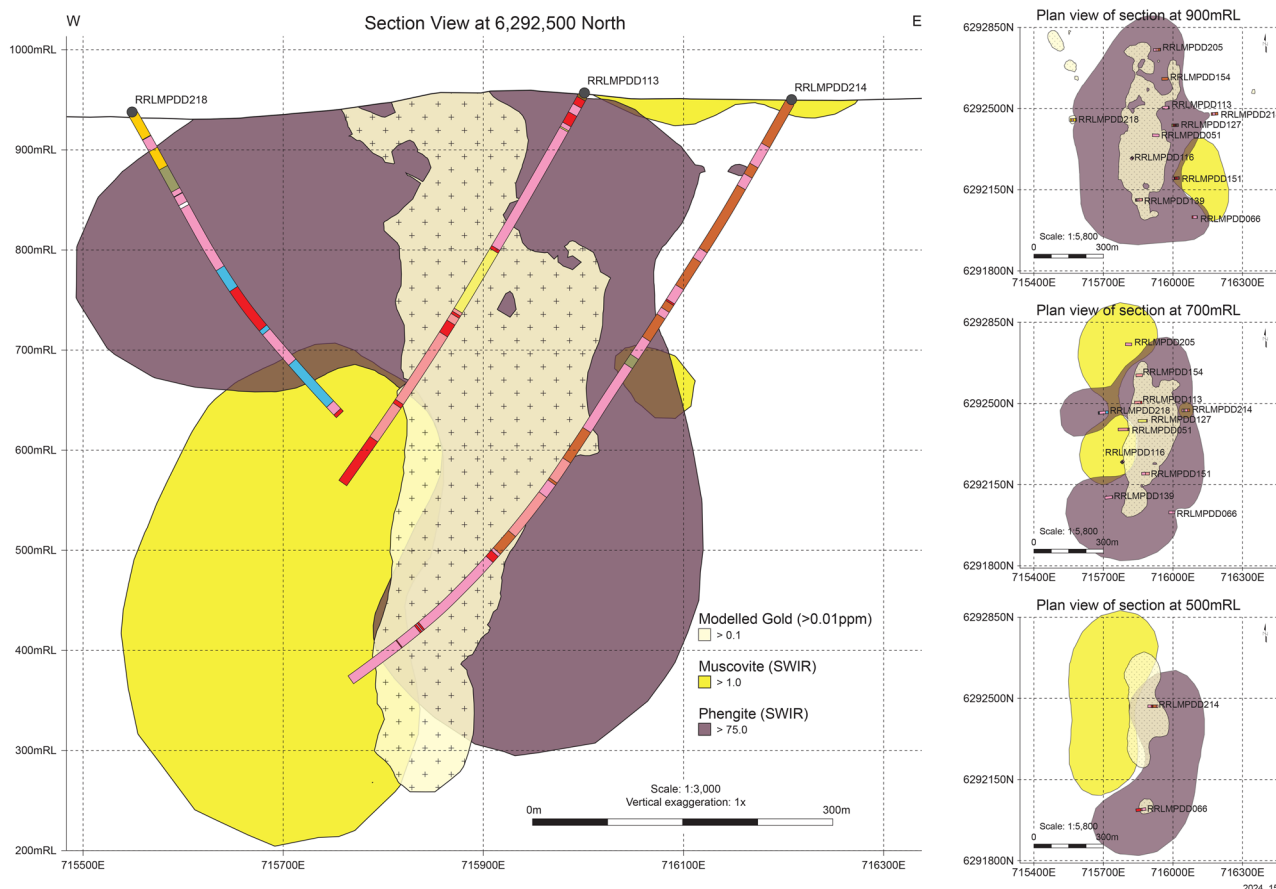 W
Section View at 6,292,500 North
E
1000mRL
900mRL
800mRL
700mRL
600mRL
500mRL
400mRL
300mRL
200mRL
RRLMPDD218
RRLMPDD113
RRLMPDD214
Modelled Gold (>0.01ppm)
> 0.1
Muscovite (SWIR)
> 1.0
Phengite (SWIR)
> 75.0
Scale: 1:3,000
Vertical exaggeration: 1x
0m
300m
715500E
715700E
715900E
716100E
716300E
Plan view of section at 900mRL
6292850N
6292500N
6292150N
6291800N
RRLMPDD205
RRLMPDD154
RRLMPDD113
RRLMPDD21
RRLMPDD218
RRLMPDD127
RRLMPDD051
RRLMPDD116
RRLMPDD151
RRLMPDD139
RRLMPDD066
Scale: 1:5,800
0m
300m
715400E
715700E
716000E
716300E
Plan view of section at 700mRL
6292850N
6292500N
6292150N
6291800N
RRLMPDD205
RRLMPDD154
RRLMPDD113
RRLMPDD218
RRLMPDD214
RRLMPDD127
RRLMPDD051
RRLMPDD116
RRLMPDD151
RRLMPDD139
RRLMPDD066
Scale: 1:5,800
0m
300m
715400E
715700E
716000E
716300E
Plan view of section at 500mRL
6292850N
6292500N
6292150N
6291800N
RRLMPDD214
RRLMPDD066
Scale: 1:5,800
0m
300m
715400E
715700E
716000E
716300E